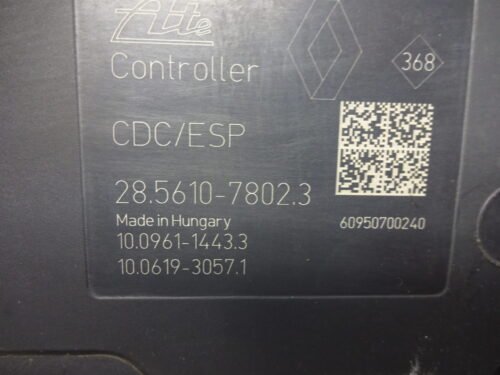 Ate
368
Controller
CDC/ESP
28.5610-7802.3
Made in Hungary
60950700240
10.0961-1443.3
10.0619-3057.1